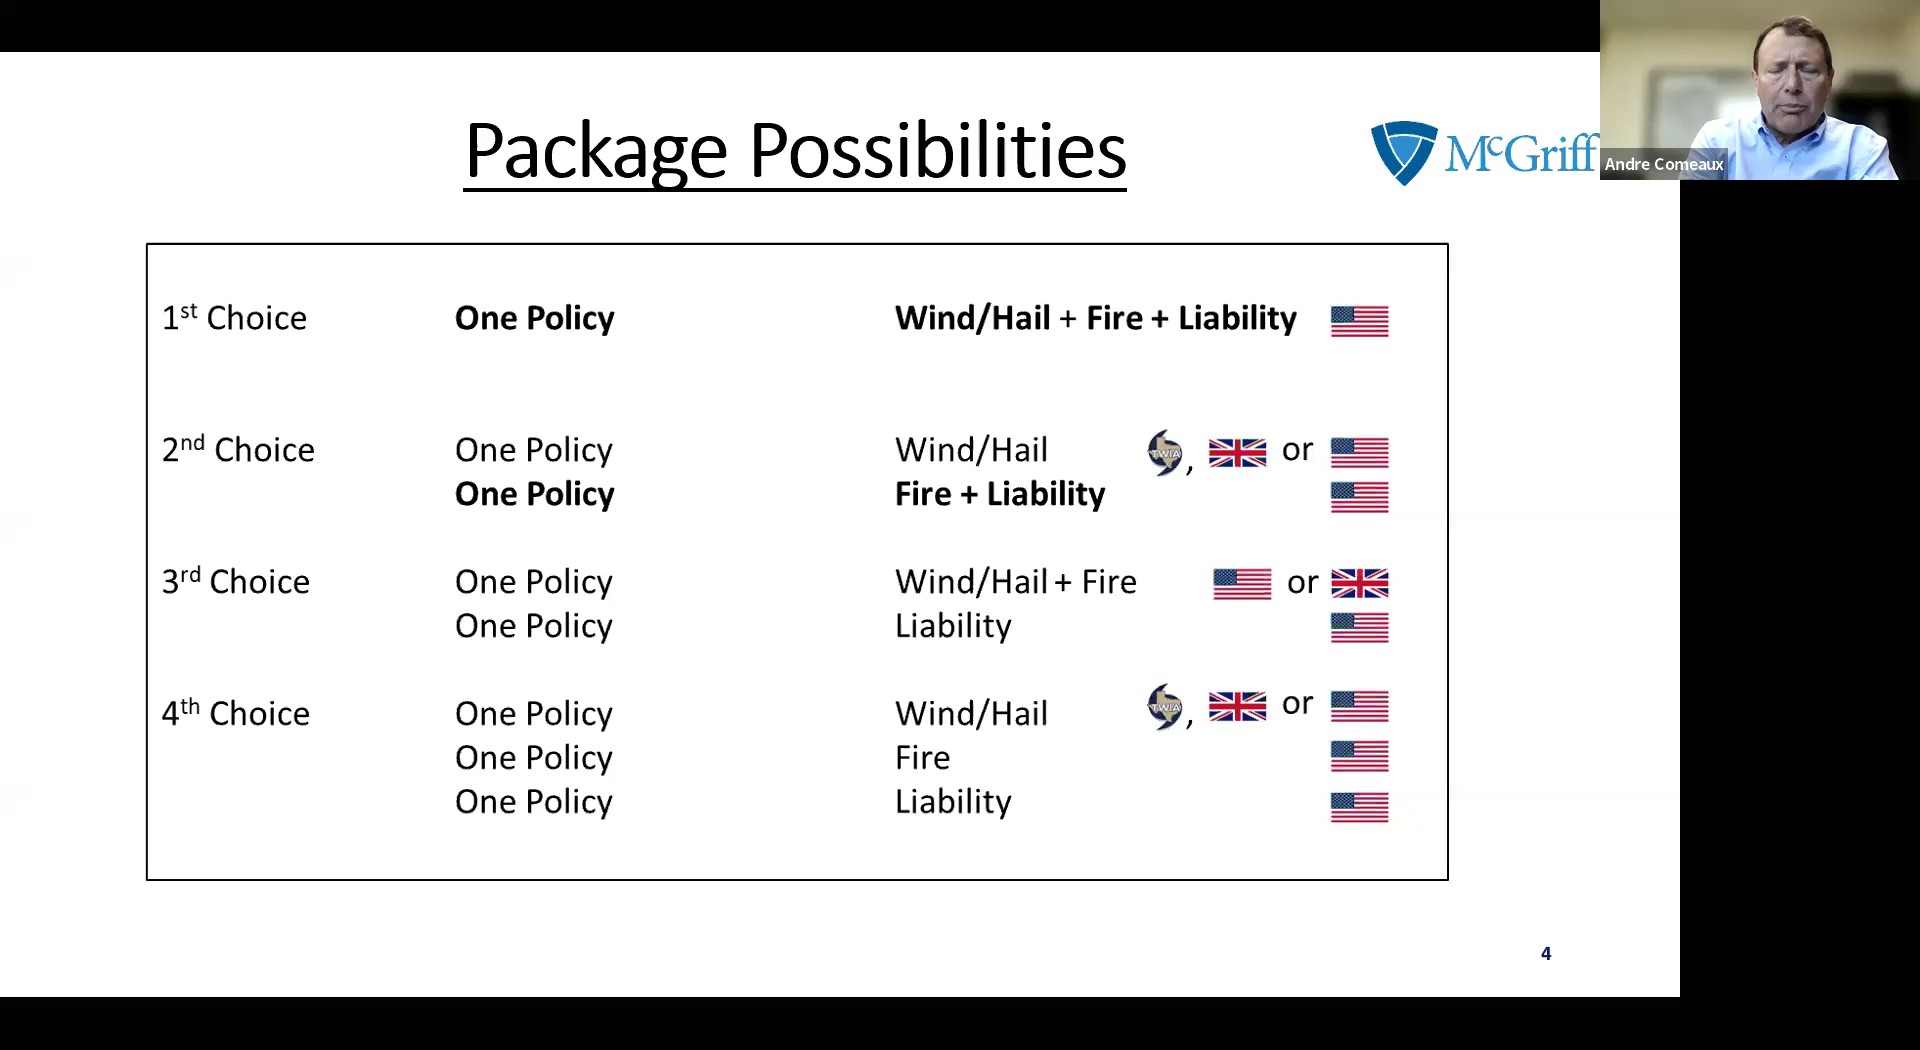 Package Possibilities
McGriff
Andre Comeaux
1st Choice One Policy Wind/Hail + Fire + Liability
2nd Choice One Policy Wind/Hail TWIA , or
One Policy Fire + Liability
3rd Choice One Policy Wind/Hail + Fire or
One Policy Liability
4th Choice One Policy Wind/Hail TWIA , or
One Policy Fire
One Policy Liability
4